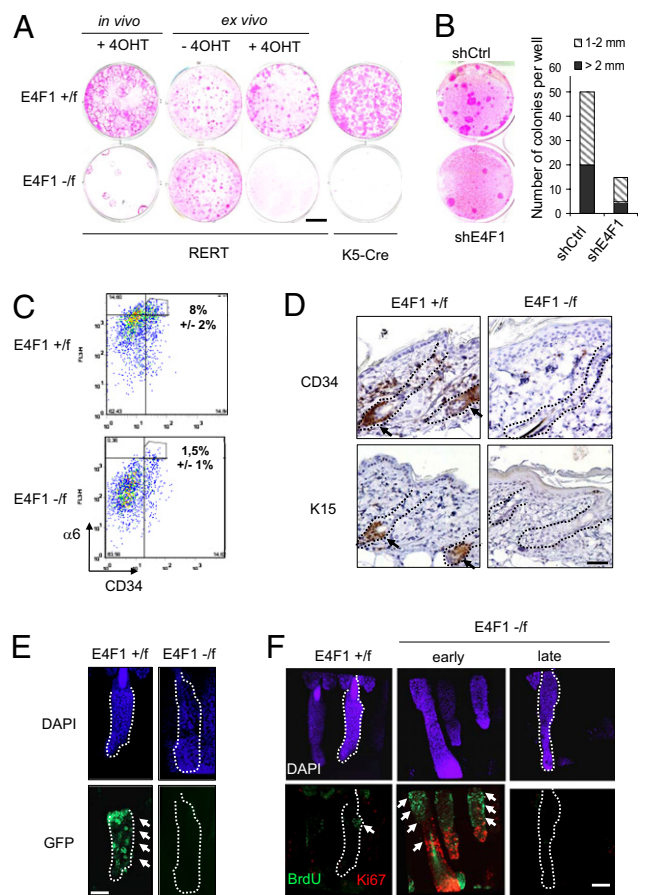 A
in vivo
ex vivo
+ 4OHT
- 4OHT
+ 4OHT
E4F1 +/f
E4F1 -/f
RERT
K5-Cre
B
shCtrl
shE4F1
1-2 mm
> 2 mm
Number of colonies per well
60
50
40
30
20
10
0
shCtrl
shE4F1
C
E4F1 +/f
8%
+/- 2%
E4F1 -/f
1,5%
+/- 1%
α6
CD34
D
E4F1 +/f
E4F1 -/f
CD34
K15
E
E4F1 +/f
E4F1 -/f
DAPI
GFP
F
E4F1 -/f
E4F1 +/f
early
late
DAPI
BrdU
Ki67